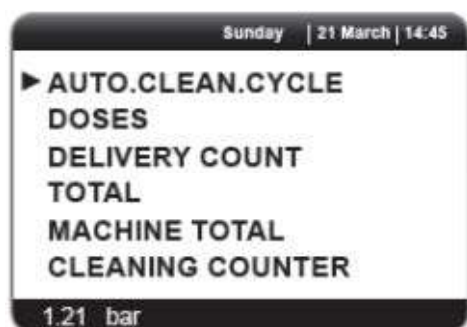 Sunday | 21 March | 14:45
AUTO.CLEAN.CYCLE
DOSES
DELIVERY COUNT
TOTAL
MACHINE TOTAL
CLEANING COUNTER
1.21 bar